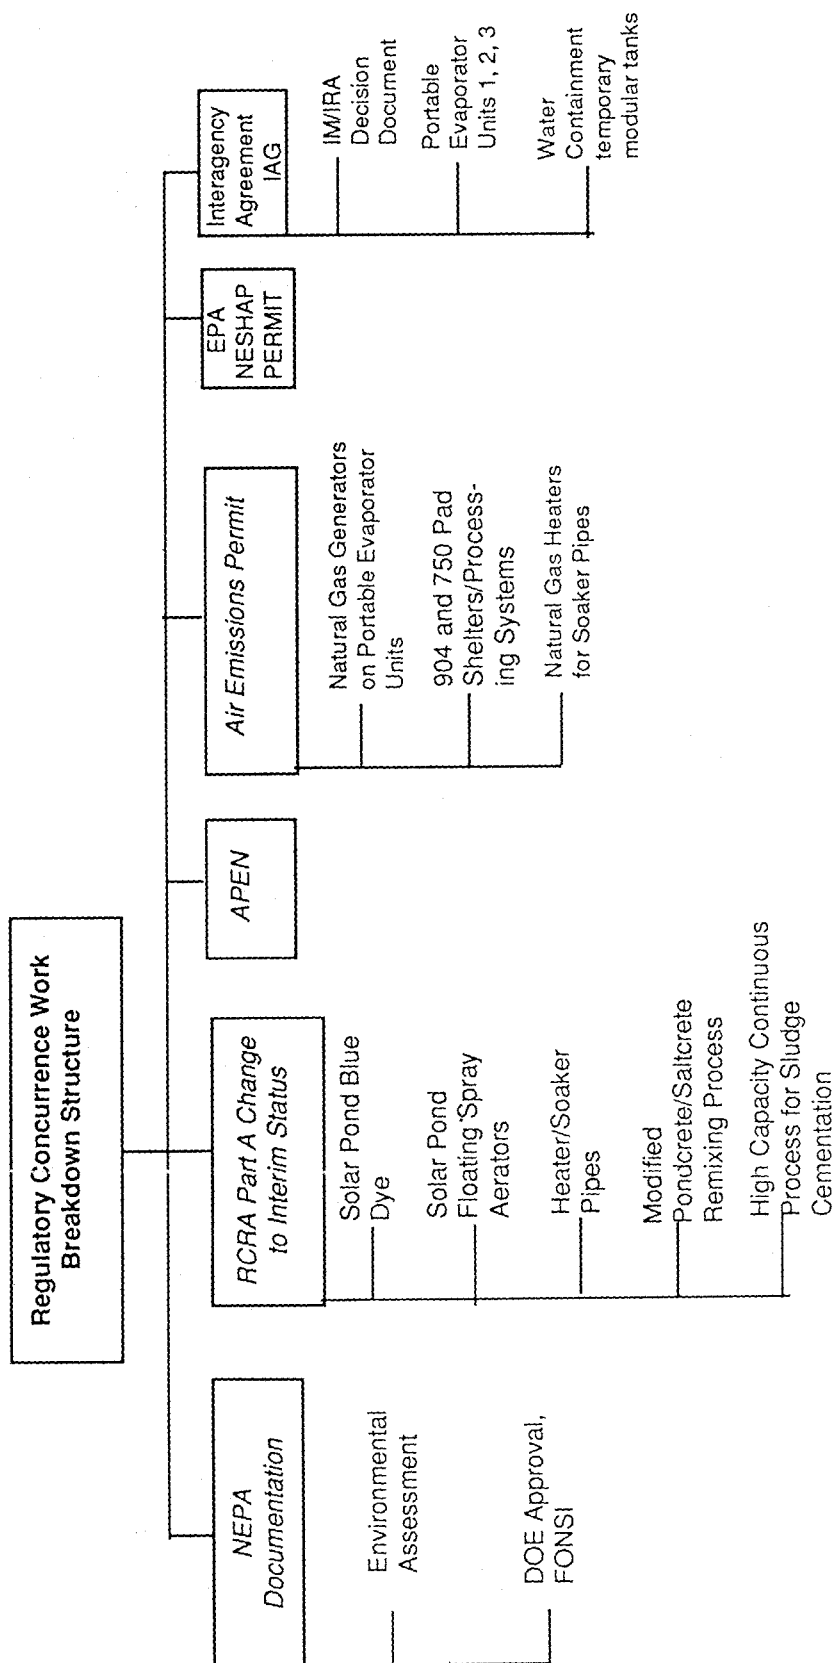 Regulatory Concurrence Work
Breakdown Structure
NEPA
Documentation
Environmental
Assessment
DOE Approval,
FONSI
RCRA Part A Change
to Interim Status
Solar Pond Blue
Dye
Solar Pond
Floating Spray
Aerators
Heater/Soaker
Pipes
Modified
Pondcrete/Saltcrete
Remixing Process
High Capacity Continuous
Process for Sludge
Cementation
APEN
Air Emissions Permit
Natural Gas Generators
on Portable Evaporator
Units
904 and 750 Pad
Shelters/Process-
ing Systems
Natural Gas Heaters
for Soaker Pipes
EPA
NESHAP
PERMIT
Interagency
Agreement
IAG
IM/IRA
Decision
Document
Portable
Evaporator
Units 1, 2, 3
Water
Containment
temporary
modular tanks